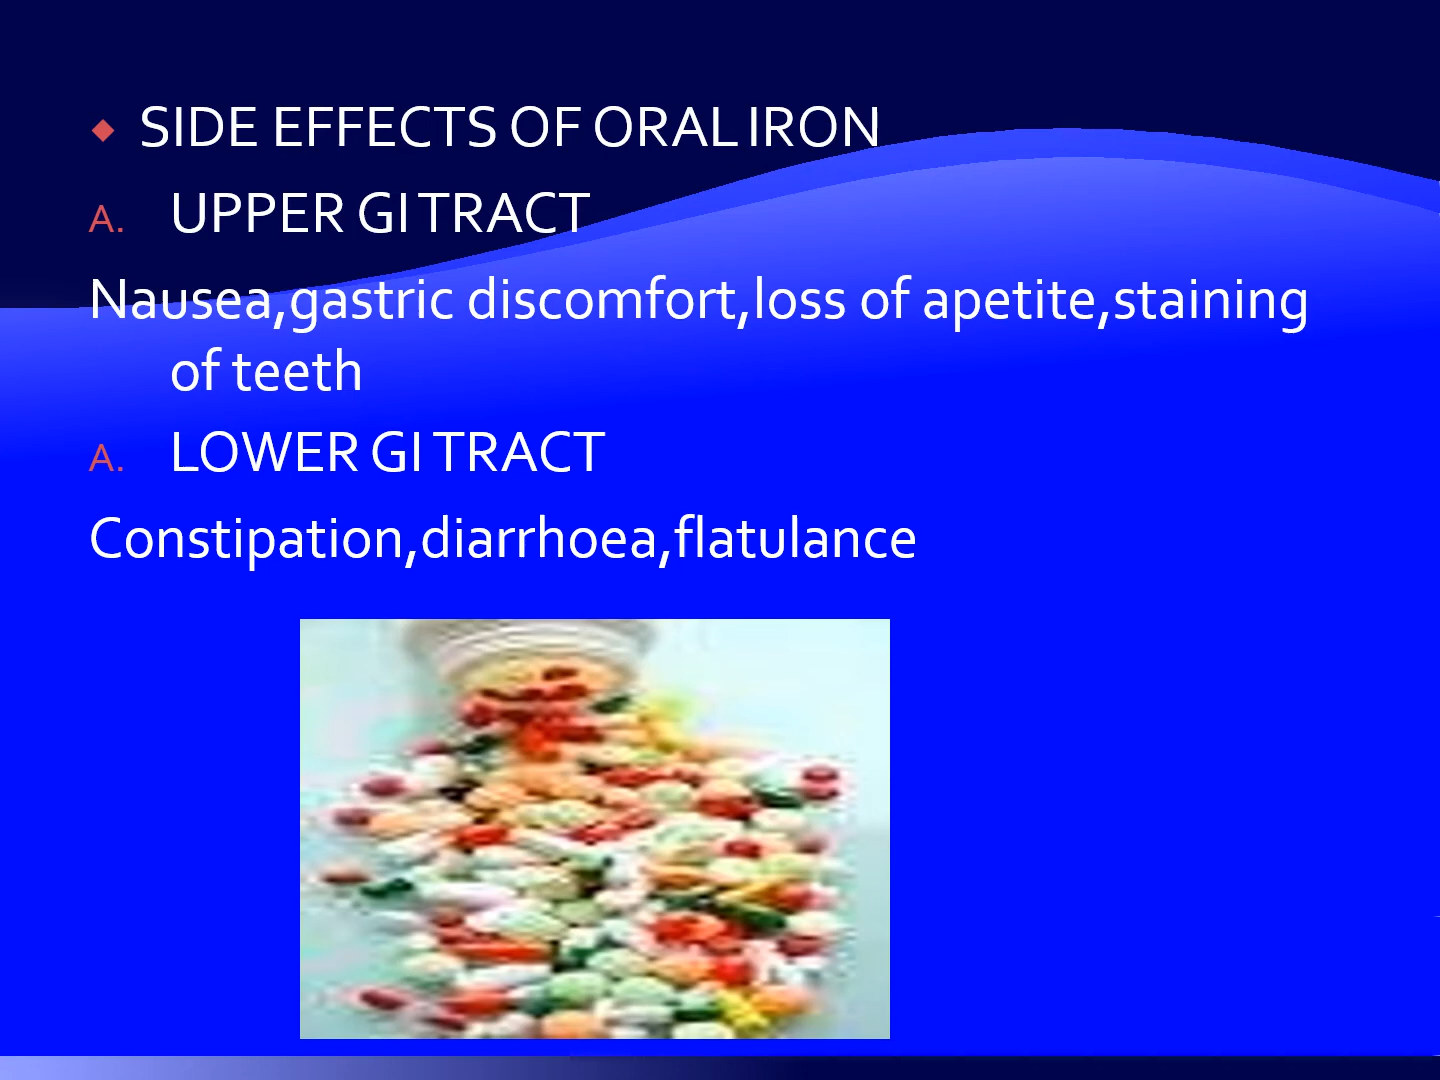 SIDE EFFECTS OF ORAL IRON
A. UPPER GI TRACT
Nausea,gastric discomfort,loss of apetite,staining
of teeth
A. LOWER GI TRACT
Constipation,diarrhoea,flatulance